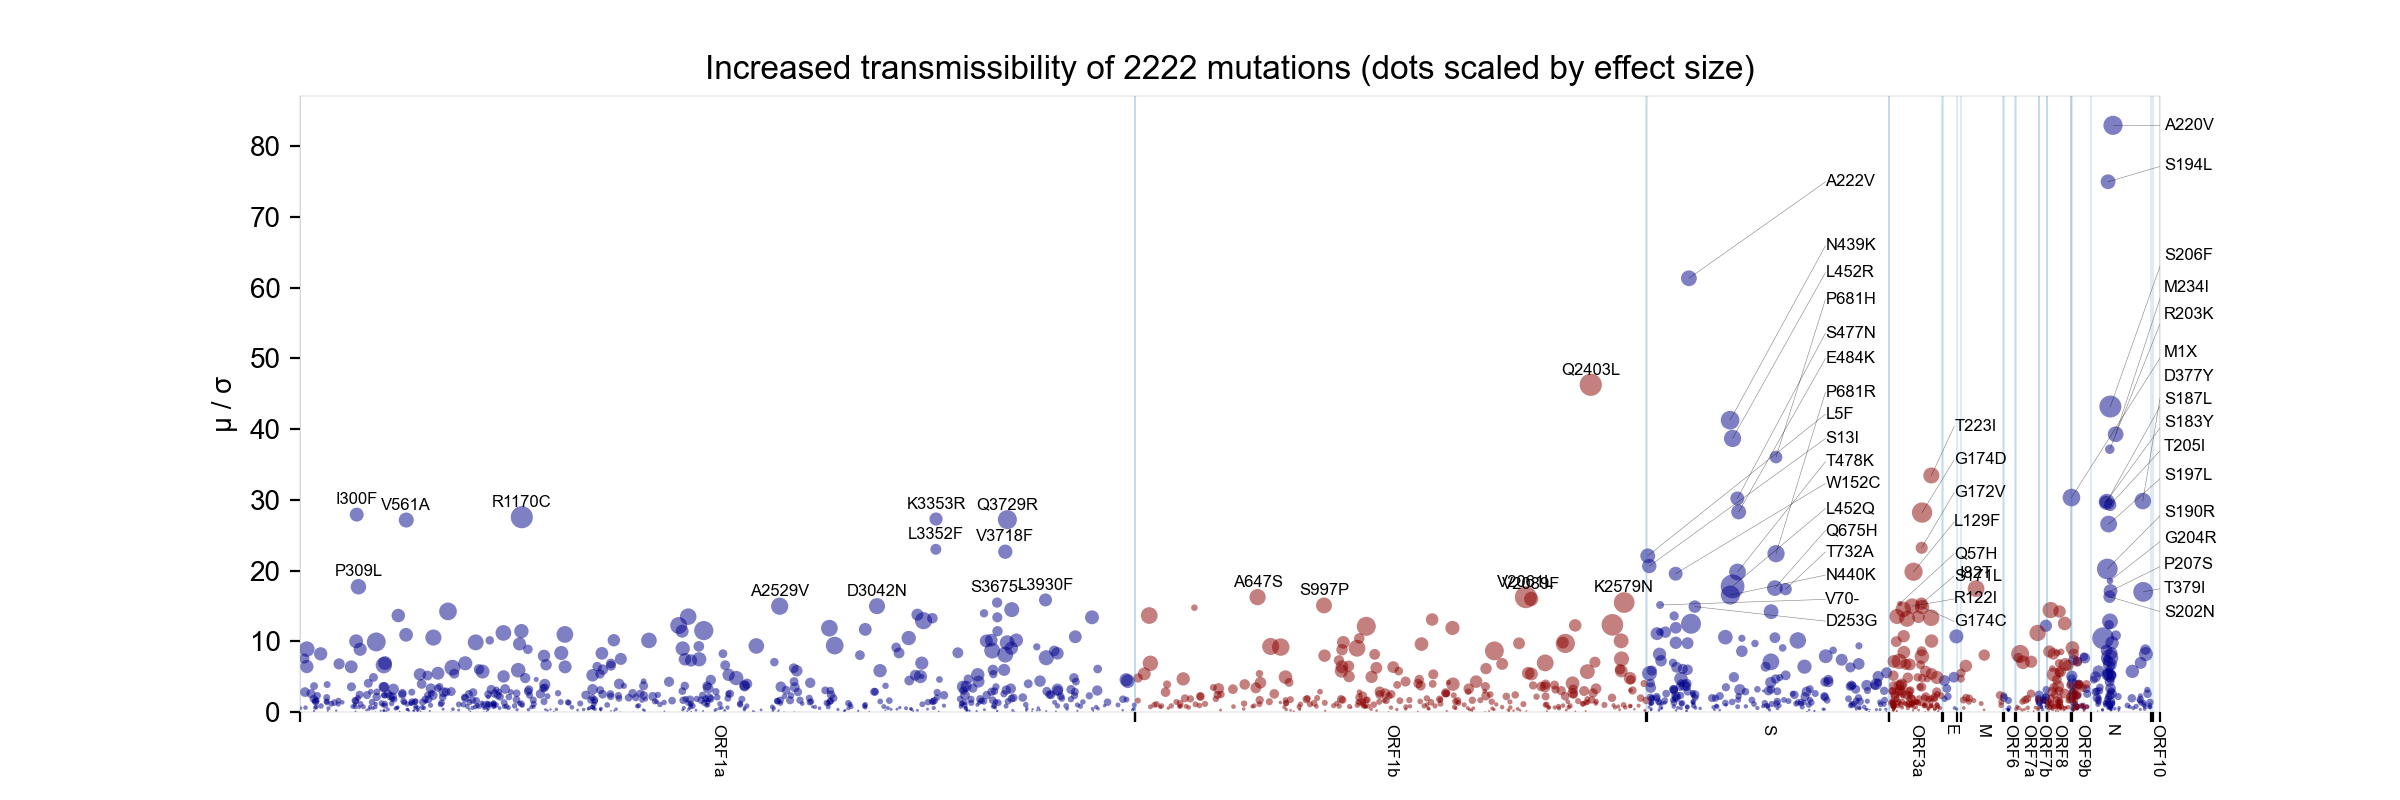 Increased transmissibility of 2222 mutations (dots scaled by effect size)
μ / σ
80
70
60
50
40
30
20
10
0
I300F
V561A
R1170C
P309L
A2529V
D3042N
K3353R
L3352F
Q3729R
V3718F
S3675-
L3930F
A647S
S997P
Q2403L
K2579N
A222V
N439K
L452R
P681H
S477N
E484K
P681R
L5F
S13I
T478K
W152C
L452Q
Q675H
T732A
N440K
V70-
D253G
T223I
G174D
G172V
L129F
Q57H
I82T
S171L
R122I
G174C
A220V
S194L
S206F
M234I
R203K
M1X
D377Y
S187L
S183Y
T205I
S197L
S190R
G204R
P207S
T379I
S202N
ORF1a
ORF1b
S
ORF3a
E
M
ORF6
ORF7a
ORF7b
ORF8
ORF9b
N
ORF10